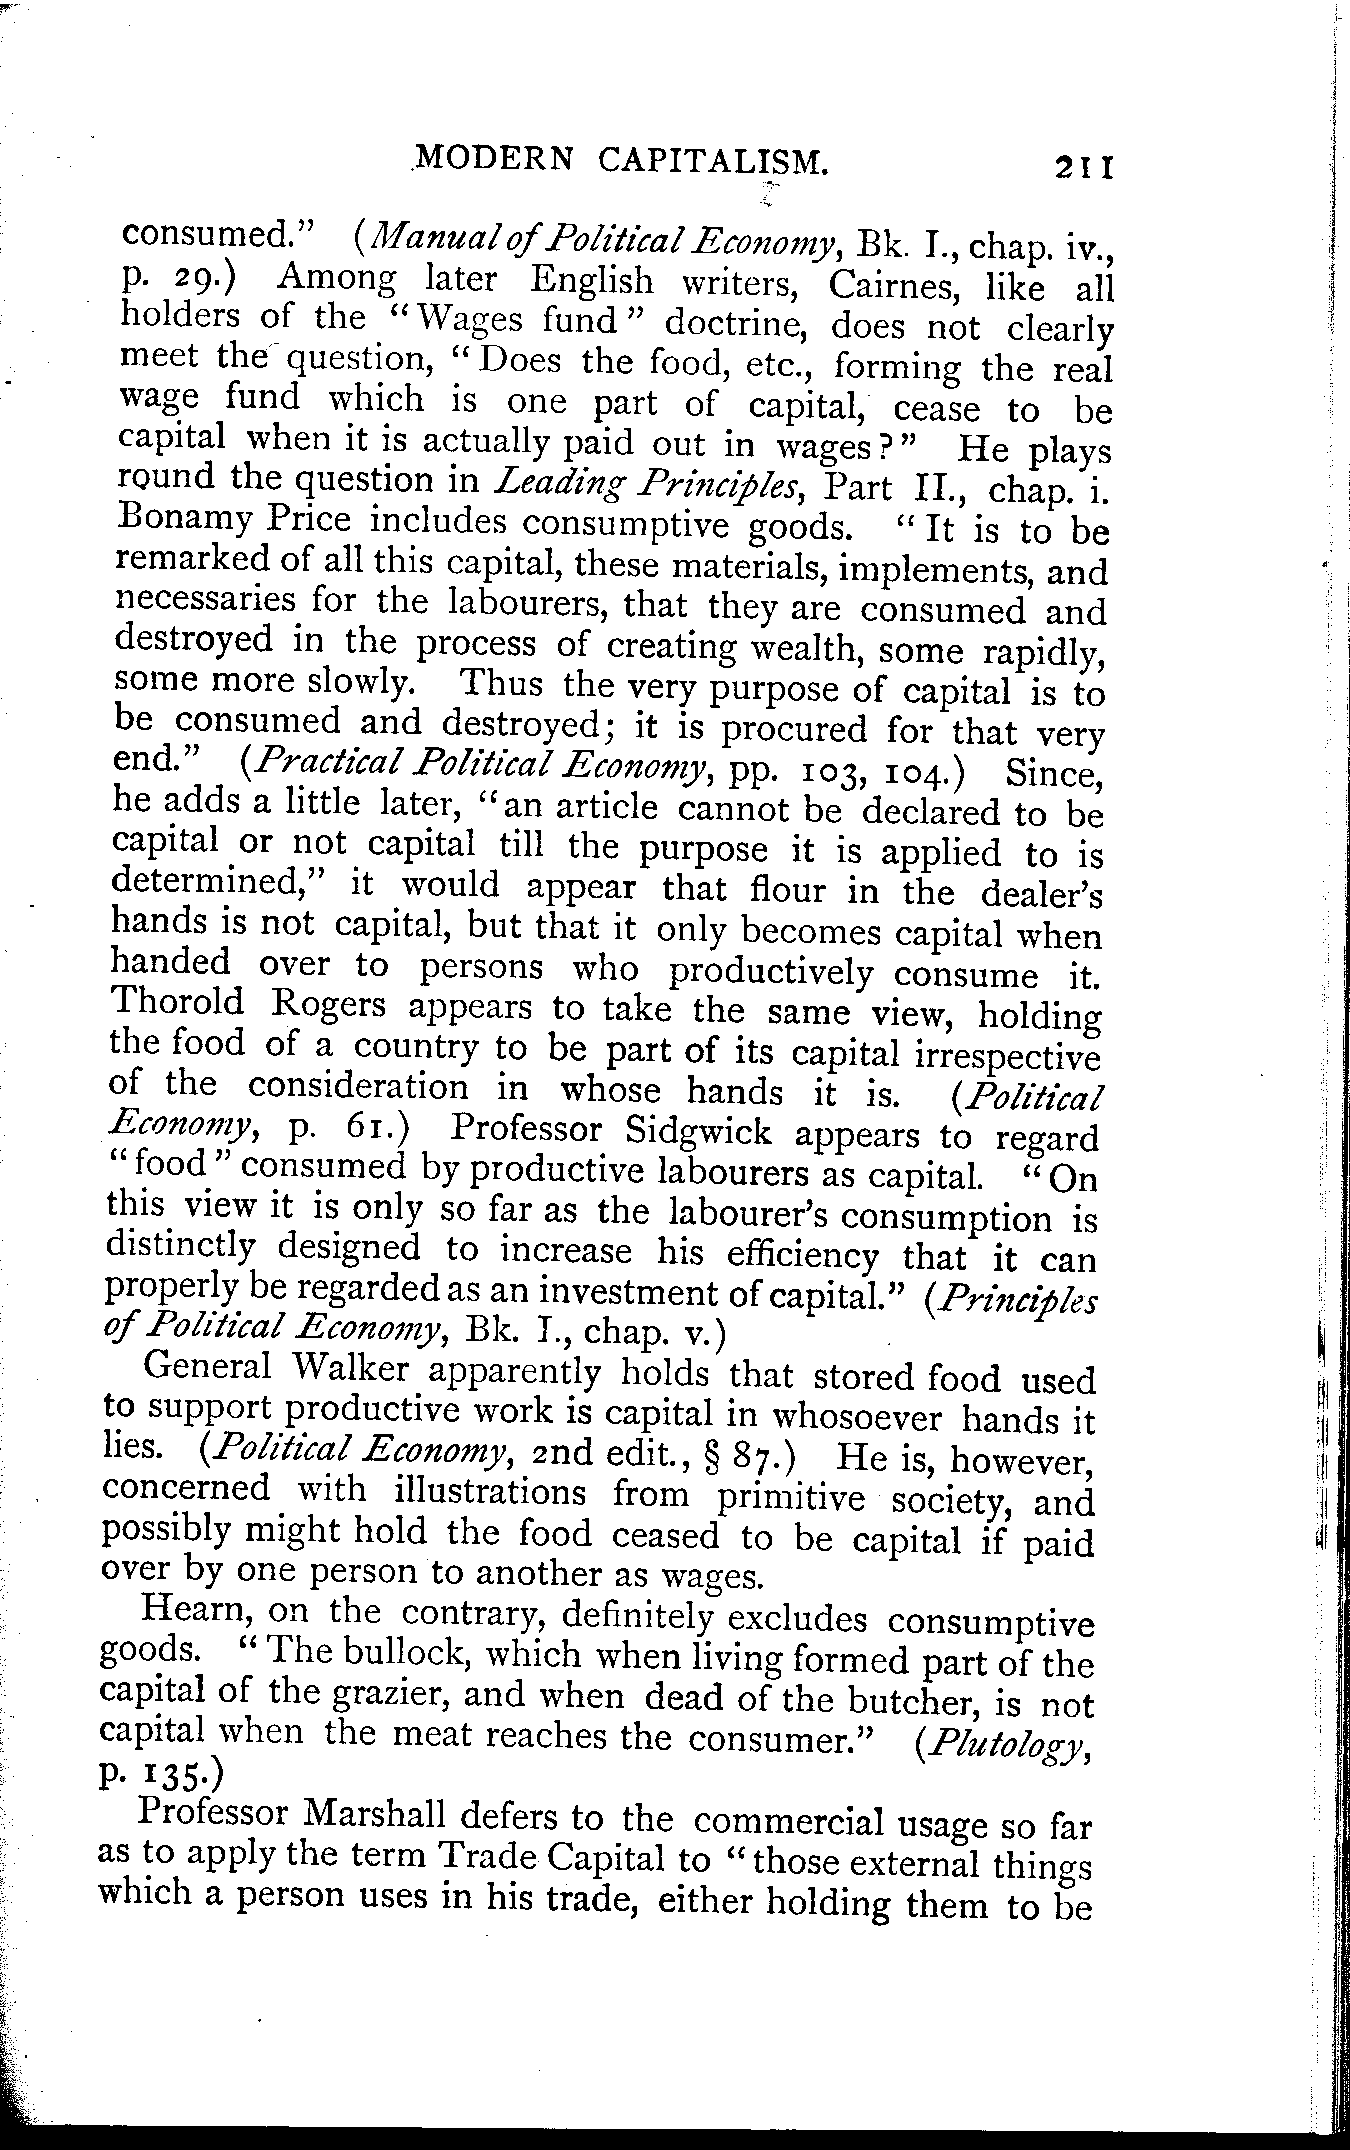 MODERN CAPITALISM. 211
consumed." (Manual of Political Economy, Bk. I., chap. iv.,
p. 29.) Among later English writers, Cairnes, like all
holders of the "Wages fund" doctrine, does not clearly
meet the question, "Does the food, etc., forming the real
wage fund which is one part of capital, cease to be
capital when it is actually paid out in wages?" He plays
round the question in Leading Principles, Part II., chap. i.
Bonamy Price includes consumptive goods. "It is to be
remarked of all this capital, these materials, implements, and
necessaries for the labourers, that they are consumed and
destroyed in the process of creating wealth, some rapidly,
some more slowly. Thus the very purpose of capital is to
be consumed and destroyed; it is procured for that very
end." (Practical Political Economy, pp. 103, 104.) Since,
he adds a little later, "an article cannot be declared to be
capital or not capital till the purpose it is applied to is
determined," it would appear that flour in the dealer's
hands is not capital, but that it only becomes capital when
handed over to persons who productively consume it.
Thorold Rogers appears to take the same view, holding
the food of a country to be part of its capital irrespective
of the consideration in whose hands it is. (Political
Economy, p. 61.) Professor Sidgwick appears to regard
"food" consumed by productive labourers as capital. "On
this view it is only so far as the labourer's consumption is
distinctly designed to increase his efficiency that it can
properly be regarded as an investment of capital." (Principles
of Political Economy, Bk. I., chap. v.)
General Walker apparently holds that stored food used
to support productive work is capital in whosoever hands it
lies. (Political Economy, 2nd edit., § 87.) He is, however,
concerned with illustrations from primitive society, and
possibly might hold the food ceased to be capital if paid
over by one person to another as wages.
Hearn, on the contrary, definitely excludes consumptive
goods. "The bullock, which when living formed part of the
capital of the grazier, and when dead of the butcher, is not
capital when the meat reaches the consumer." (Plutology,
p. 135.)
Professor Marshall defers to the commercial usage so far
as to apply the term Trade Capital to "those external things
which a person uses in his trade, either holding them to be